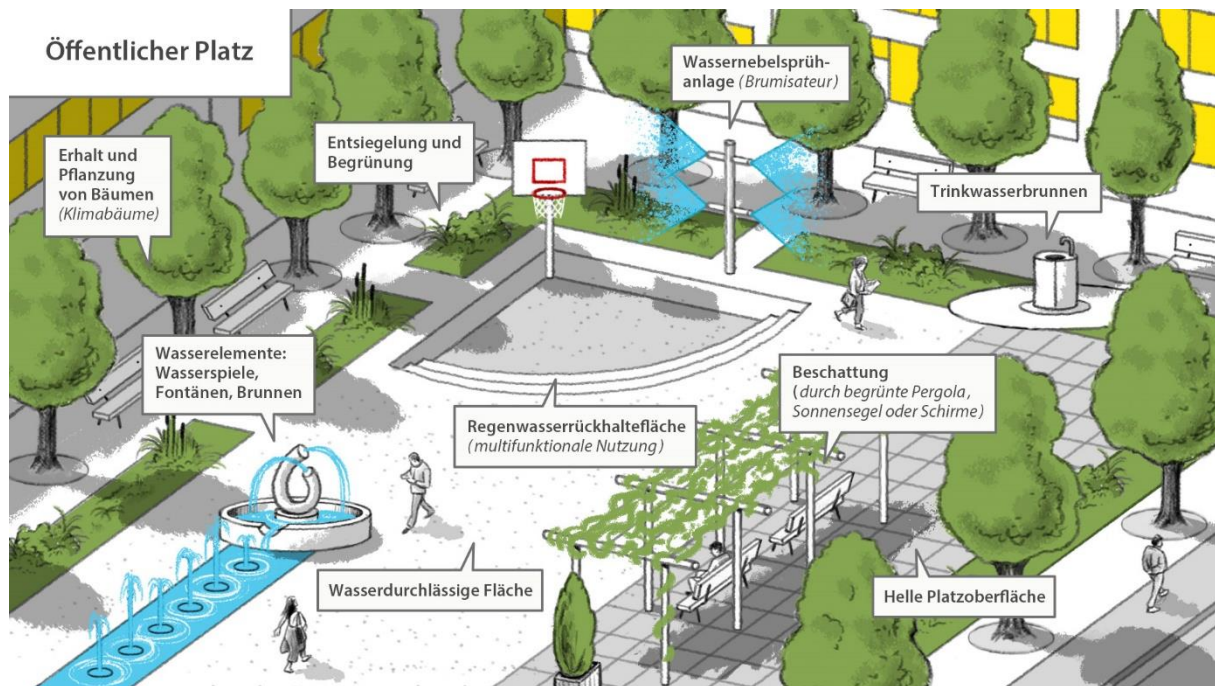 Öffentlicher Platz
Wassernebelsprüh-
anlage (Brumisateur)
Entsiegelung und
Begrünung
Erhalt und
Pflanzung
von Bäumen
(Klimabäume)
Trinkwasserbrunnen
Wasserelemente:
Wasserspiele,
Fontänen, Brunnen
Regenwasserrückhaltefläche
(multifunktionale Nutzung)
Beschattung
(durch begrünte Pergola,
Sonnensegel oder Schirme)
Wasserdurchlässige Fläche
Helle Platzoberfläche